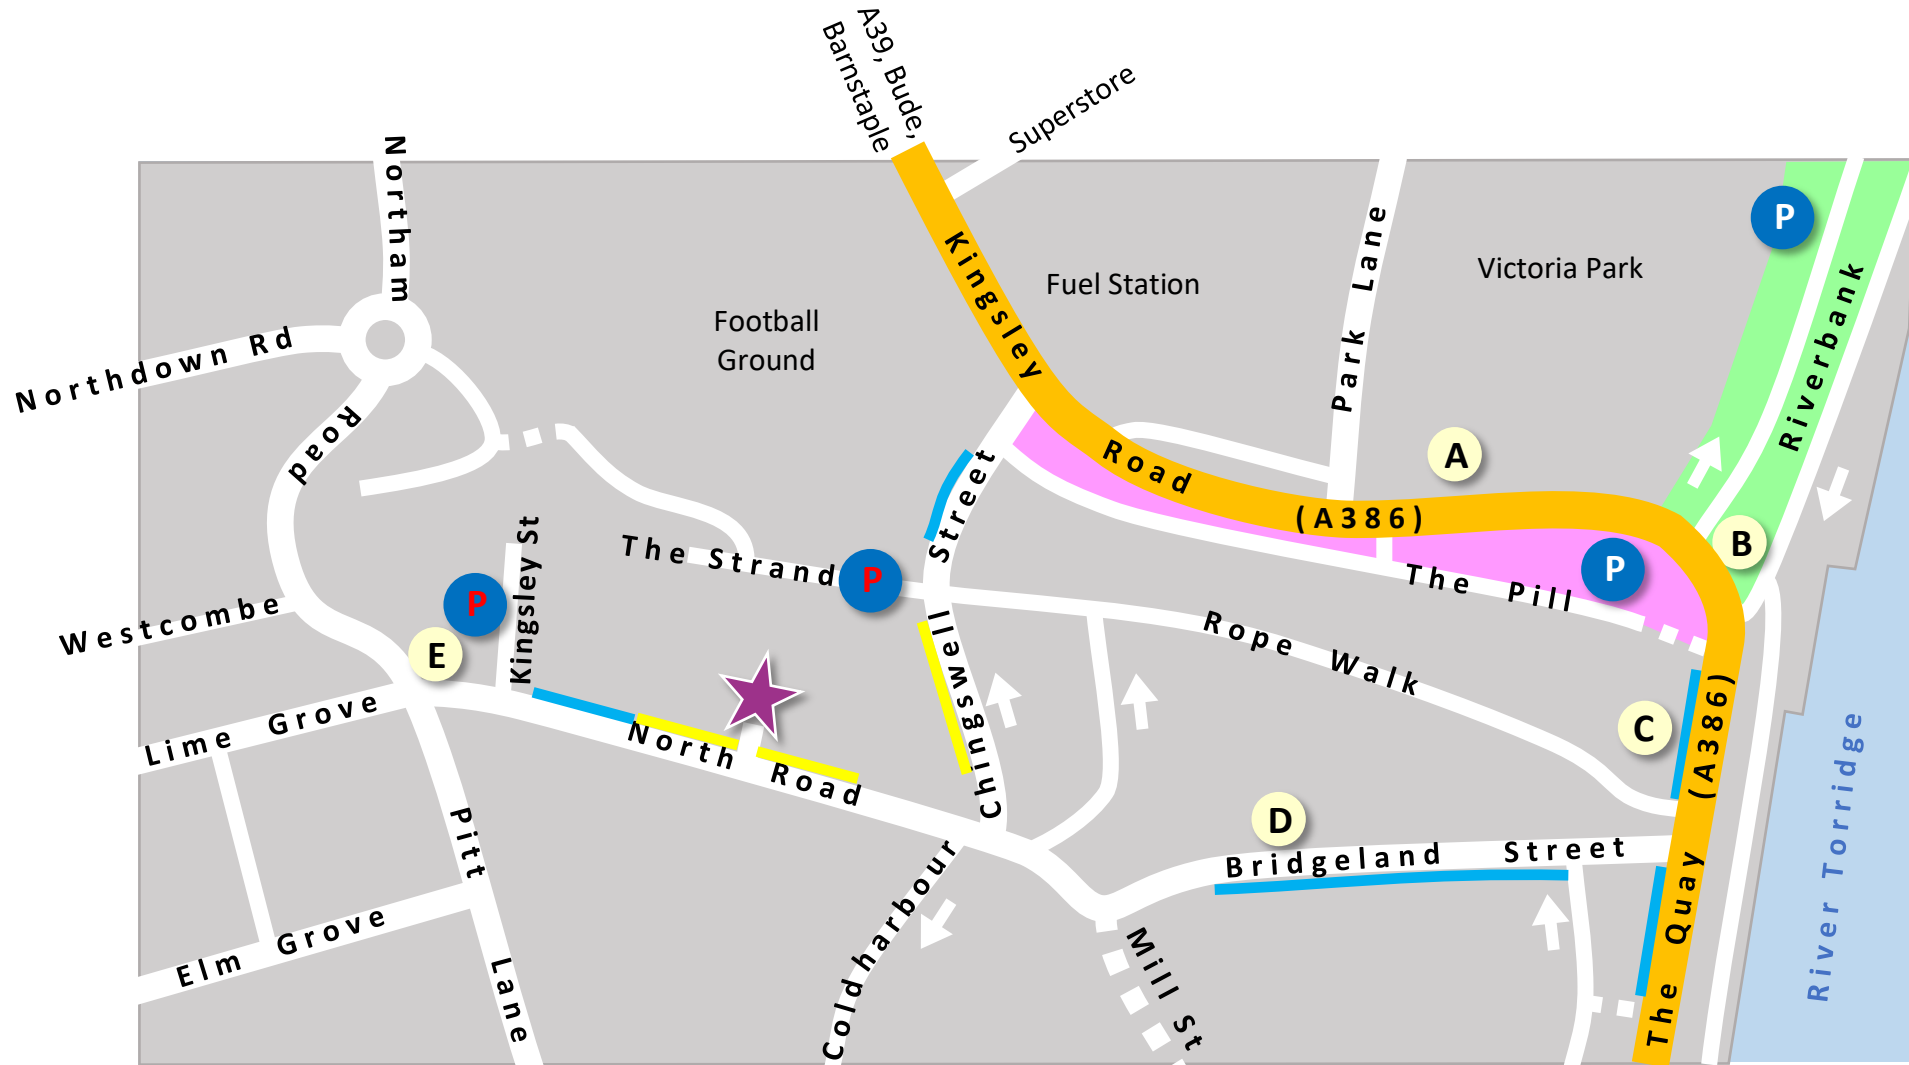 A39, Bude,
Barnstaple
Superstore
Northam
Kingsley
Park Lane
P
Victoria Park
Fuel Station
Riverbank
Football
Ground
Northdown Rd
Road
Road
A
Street
(A386)
B
The Strand
P
P
The Pill
Kingsley St
P
Westcombe
E
Chingswell
Rope Walk
Lime Grove
North Road
C
(A386)
D
Bridgeland Street
Pitt
Lane
Elm Grove
Coldharbour
Mill St
The Quay
River Torridge